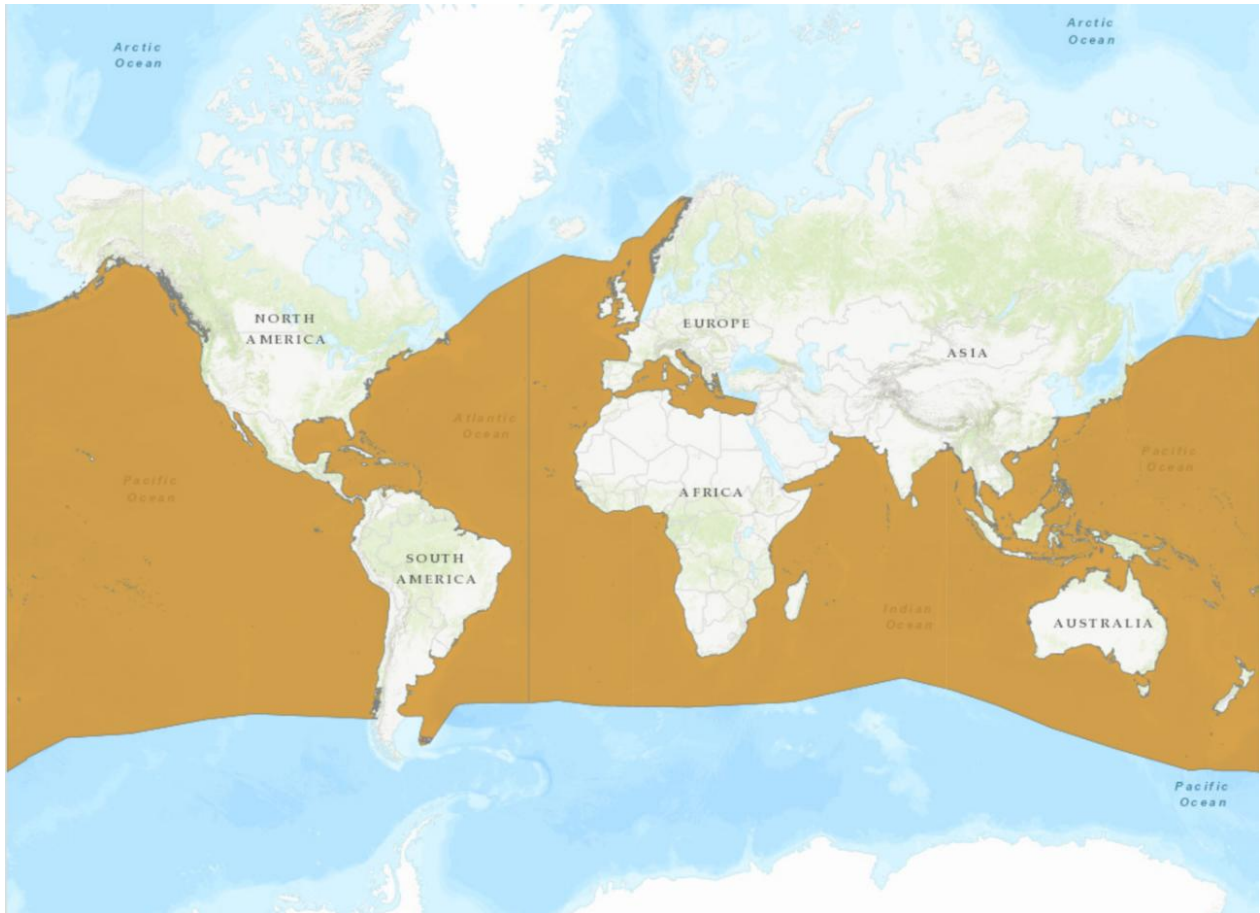 Arctic
Ocean
Arctic
Ocean
NORTH
AMERICA
EUROPE
ASIA
Atlantic
Ocean
Pacific
Ocean
Pacific
Ocean
AFRICA
SOUTH
AMERICA
Indian
Ocean
AUSTRALIA
Pacific
Ocean